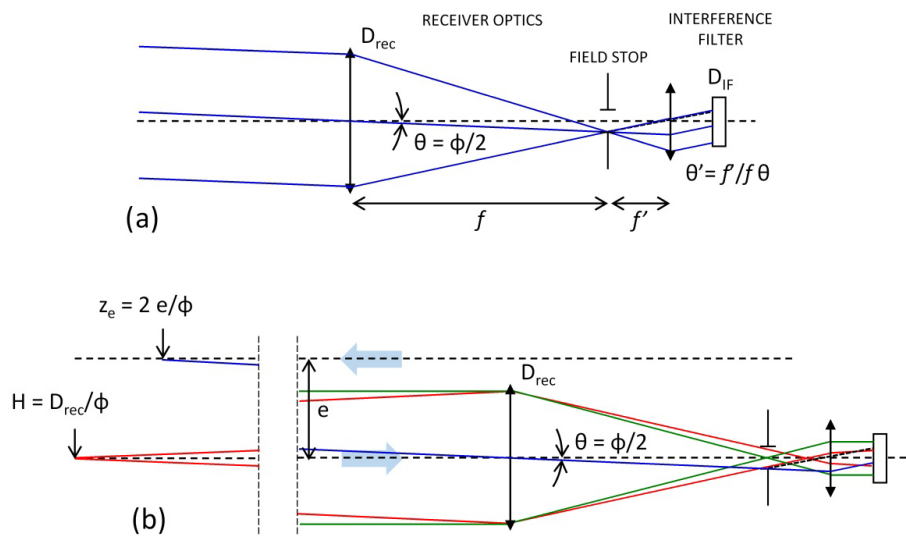 RECEIVER OPTICS
INTERFERENCE
FILTER
D_rec
FIELD STOP
D_IF
θ = ϕ/2
θ’= f’/f θ
(a)
f
f’
z_e = 2 e/ϕ
D_rec
H = D_rec/ϕ
e
θ = ϕ/2
(b)